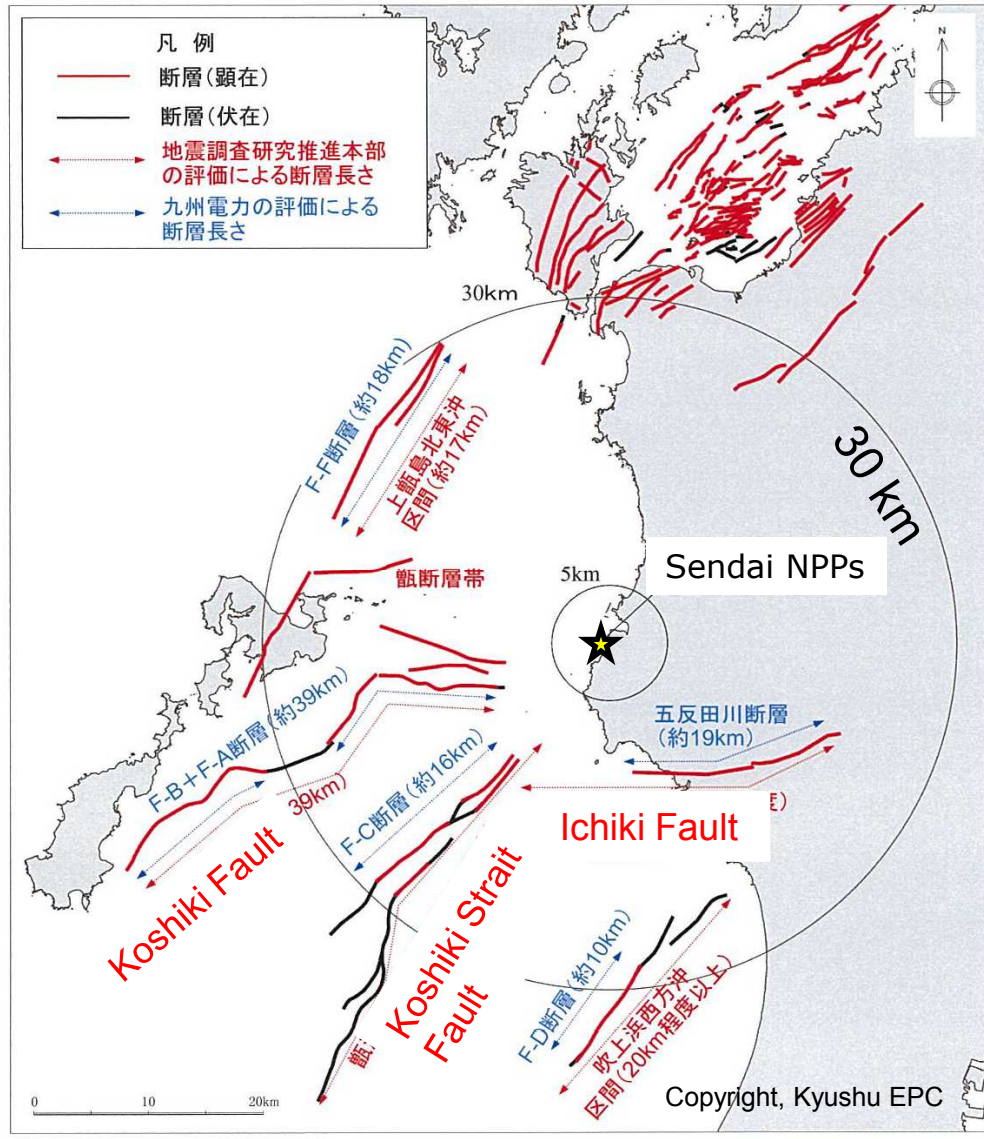 凡 例
断層(顕在)
断層(伏在)
地震調査研究推進本部
の評価による断層長さ
九州電力の評価による
断層長さ
N
30km
F-F断層(約18km)
上甑島北東沖
区間(約17km)
30 km
甑断層帯
5km
Sendai NPPs
F-B+F-A断層(約39km)
39km)
Koshiki Fault
F-C断層(約16km)
五反田川断層
(約19km)
度)
Ichiki Fault
Koshiki Strait
Fault
甑
F-D断層(約10km)
吹上浜西方沖
区間(20km程度以上)
0 10 20km
Copyright, Kyushu EPC